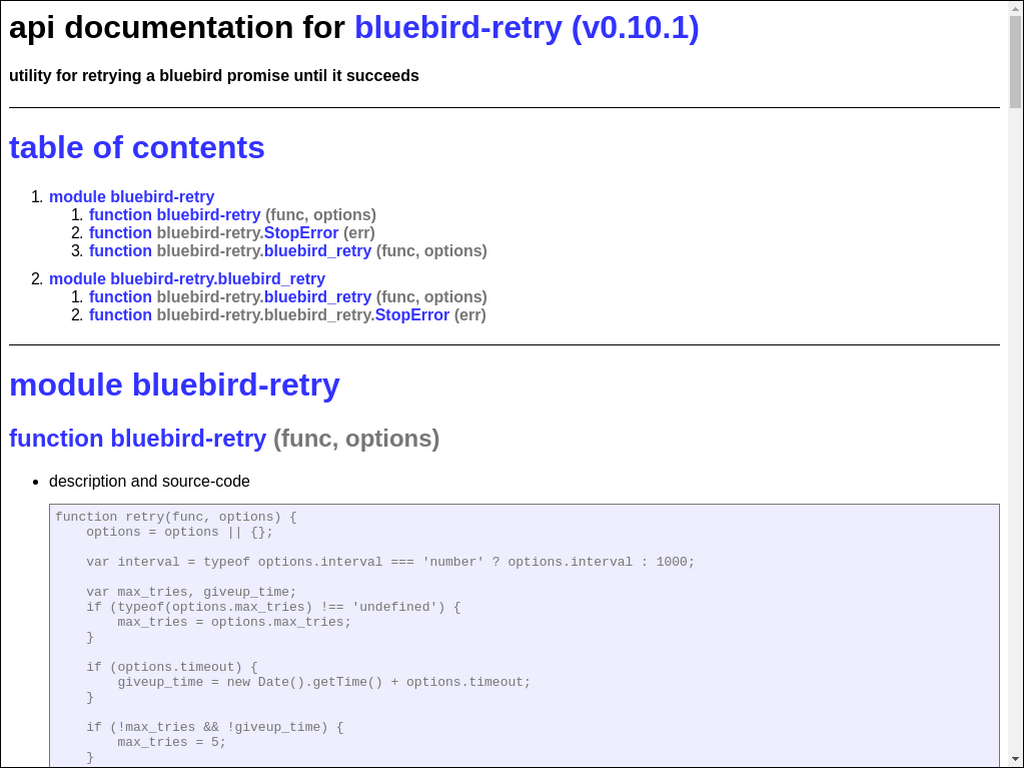 api documentation for bluebird-retry (v0.10.1)
utility for retrying a bluebird promise until it succeeds
table of contents
1. module bluebird-retry
1. function bluebird-retry (func, options)
2. function bluebird-retry.StopError (err)
3. function bluebird-retry.bluebird_retry (func, options)
2. module bluebird-retry.bluebird_retry
1. function bluebird-retry.bluebird_retry (func, options)
2. function bluebird-retry.bluebird_retry.StopError (err)
module bluebird-retry
function bluebird-retry (func, options)
• description and source-code
function retry(func, options) {
    options = options || {};
    var interval = typeof options.interval === 'number' ? options.interval : 1000;
    var max_tries, giveup_time;
    if (typeof(options.max_tries) !== 'undefined') {
        max_tries = options.max_tries;
    }
    if (options.timeout) {
        giveup_time = new Date().getTime() + options.timeout;
    }
    if (!max_tries && !giveup_time) {
        max_tries = 5;
    }